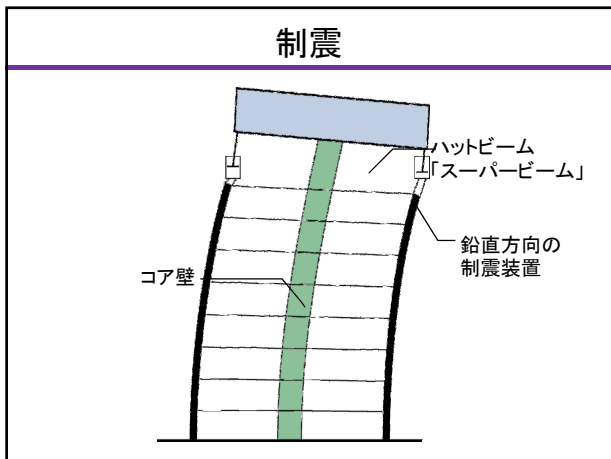 制震
ハットビーム
「スーパービーム」
鉛直方向の
制震装置
コア壁